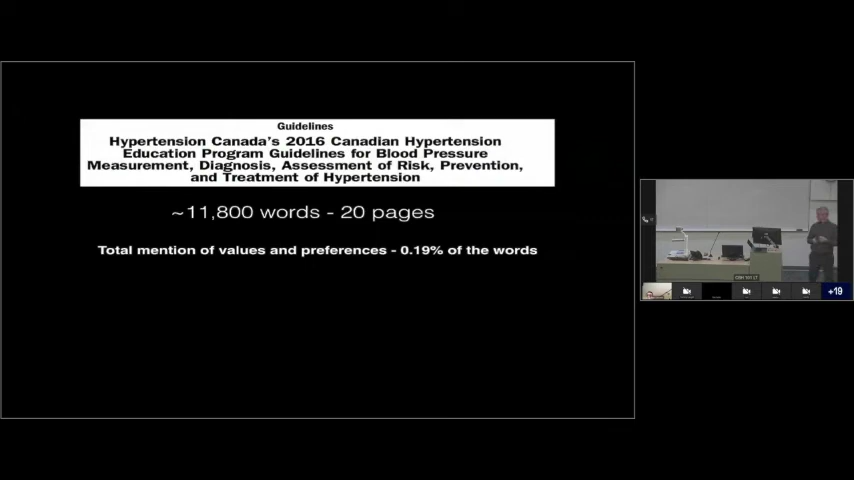 Guidelines
Hypertension Canada's 2016 Canadian Hypertension
Education Program Guidelines for Blood Pressure
Measurement, Diagnosis, Assessment of Risk, Prevention,
and Treatment of Hypertension
~11,800 words - 20 pages
Total mention of values and preferences - 0.19% of the words
+19